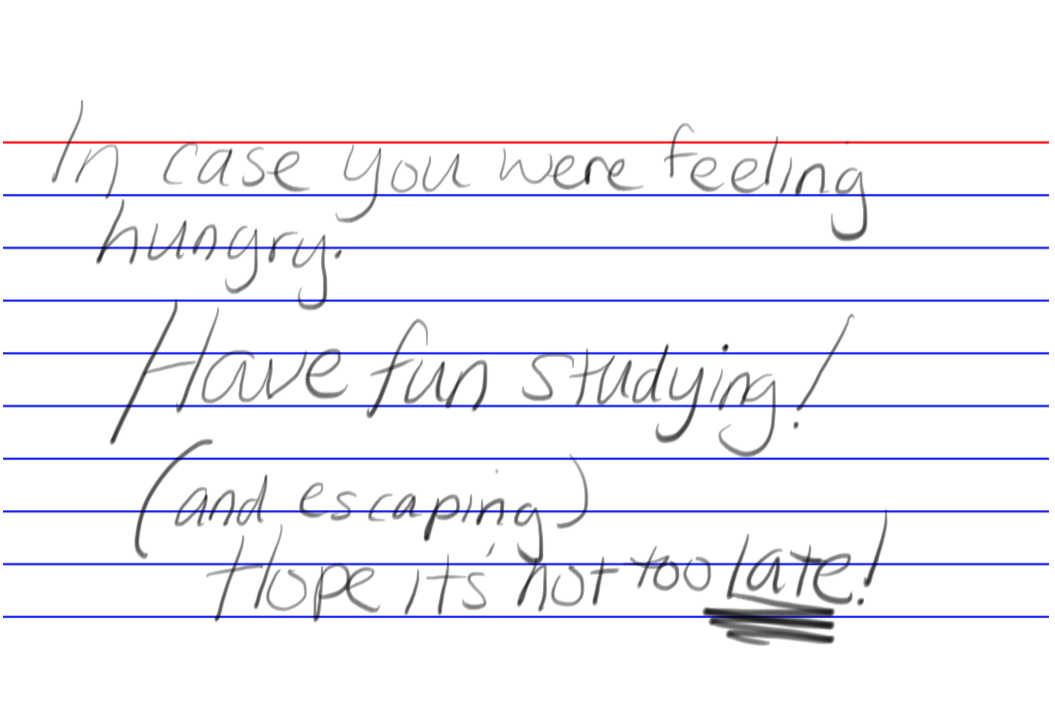 In case you were feeling
hungry.
Have fun studying!
(and escaping)
Hope it's not too late!